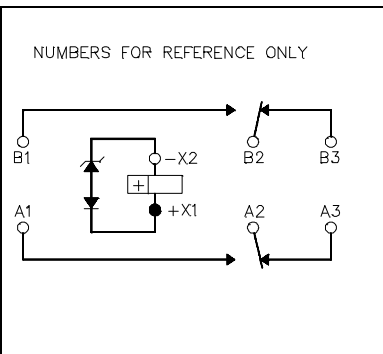 NUMBERS FOR REFERENCE ONLY
B1 -X2 B2 B3
+
A1 +X1 A2 A3